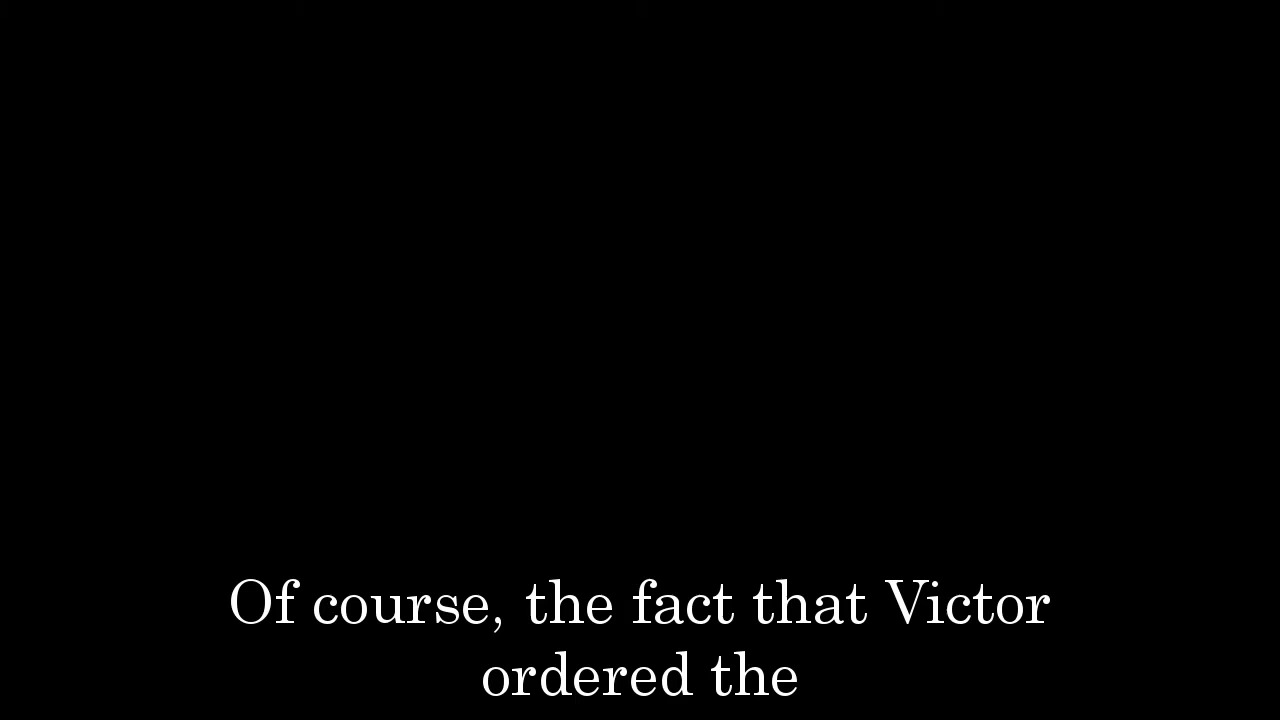 Of course, the fact that Victor
ordered the